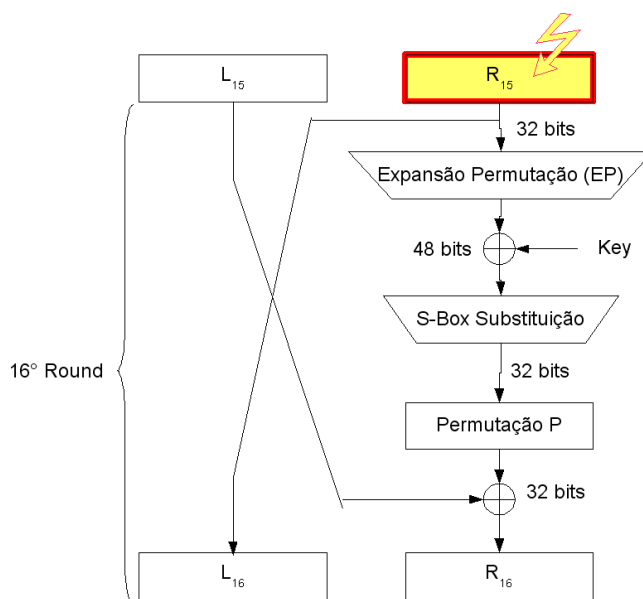 L15
R15
32 bits
Expansão Permutação (EP)
48 bits
Key
S-Box Substituição
16° Round
32 bits
Permutação P
32 bits
L16
R16